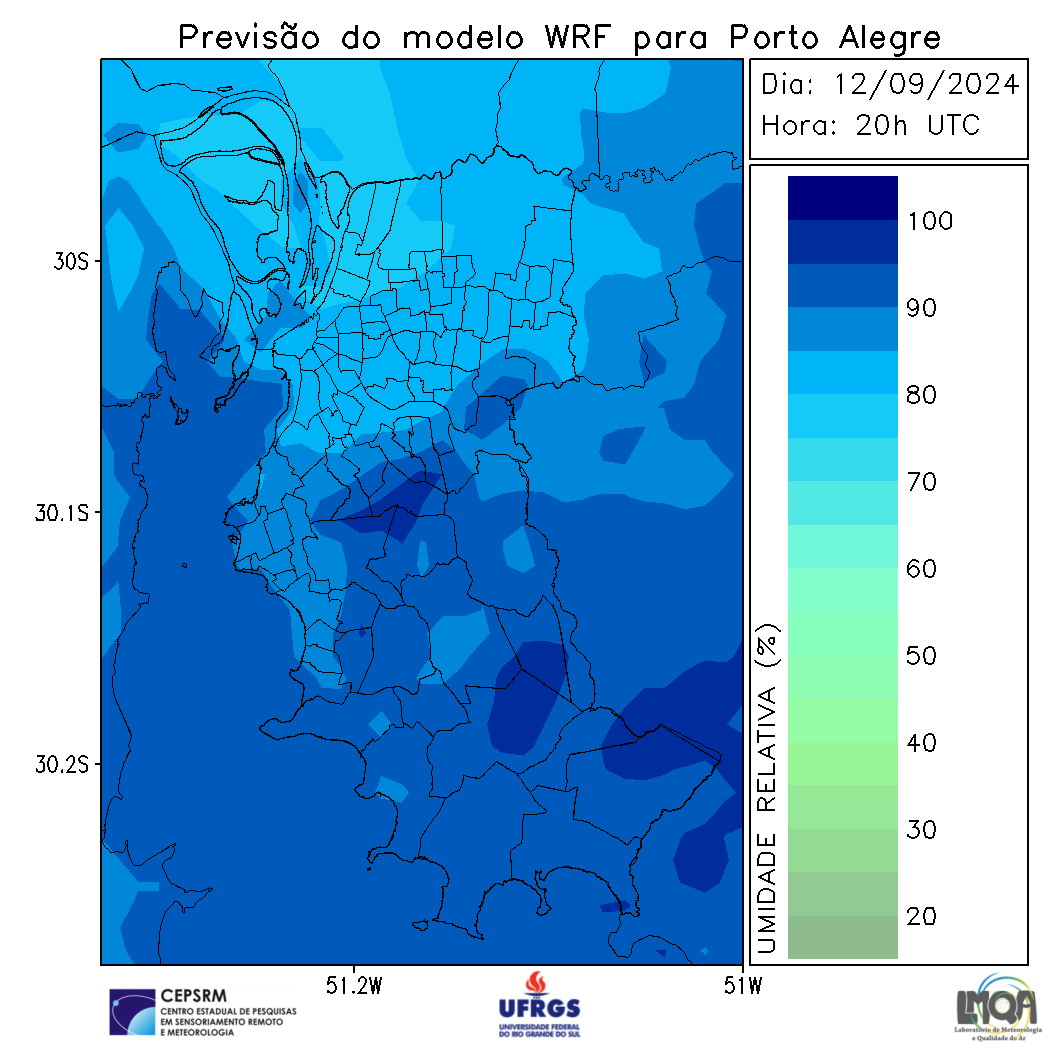 Previsão do modelo WRF para Porto Alegre
Dia: 12/09/2024
Hora: 20h UTC
30S
30.1S
30.2S
51.2W
51W
UMIDADE RELATIVA (%)
100
90
80
70
60
50
40
30
20
CEPSRM
CENTRO ESTADUAL DE PESQUISAS
EM SENSORIAMENTO REMOTO
E METEOROLOGIA
UFRGS
UNIVERSIDADE FEDERAL
DO RIO GRANDE DO SUL
LMQA
Laboratório de Meteorologia
e Qualidade do Ar